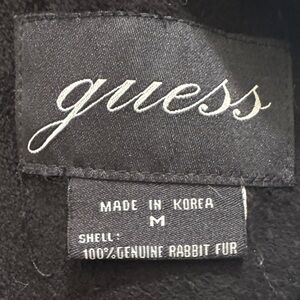 guess
MADE IN KOREA
M
SHELL:
100% GENUINE RABBIT FUR